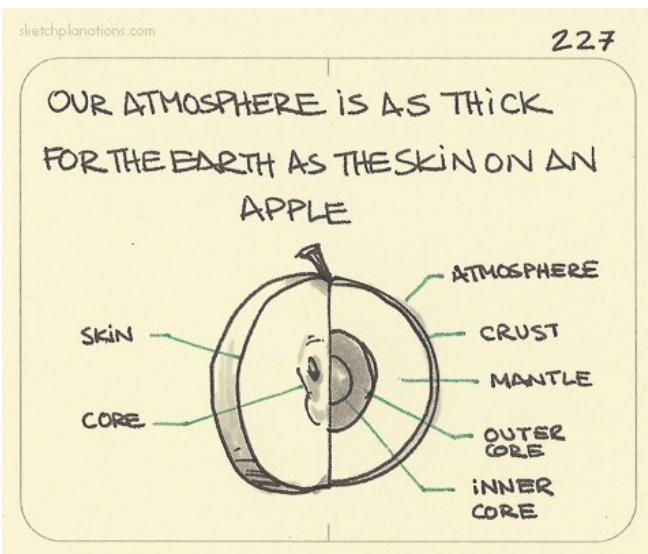 sketchplanations.com
227
OUR ATMOSPHERE iS AS THiCK
FOR THE EARTH AS THE SKiN ON AN
APPLE
ATMOSPHERE
SKiN
CRUST
MANTLE
CORE
OUTER
CORE
iNNER
CORE